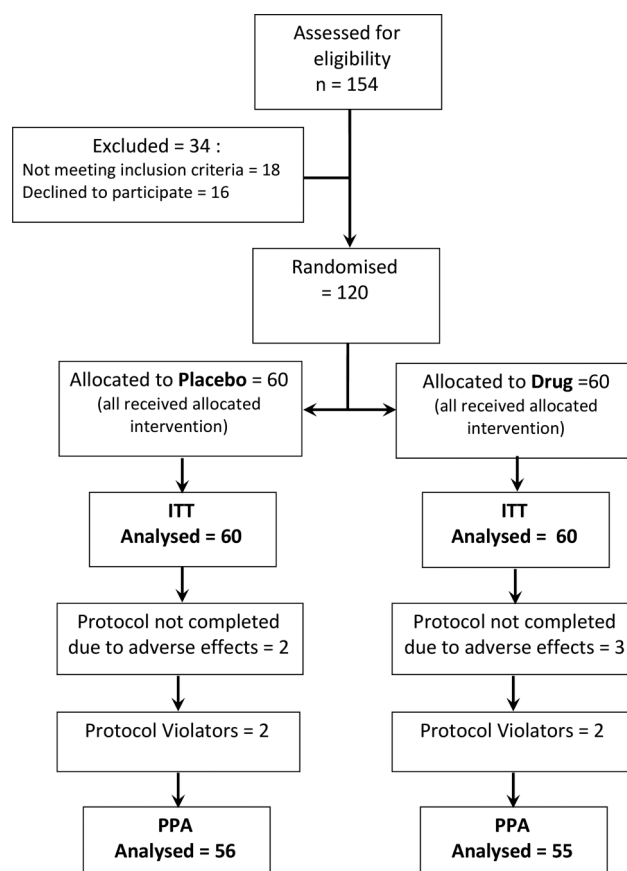 Assessed for
eligibility
n = 154
Excluded = 34 :
Not meeting inclusion criteria = 18
Declined to participate = 16
Randomised
= 120
Allocated to Placebo = 60
(all received allocated
intervention)
Allocated to Drug =60
(all received allocated
intervention)
ITT
Analysed = 60
ITT
Analysed =  60
Protocol not completed
due to adverse effects = 2
Protocol not completed
due to adverse effects = 3
Protocol Violators = 2
Protocol Violators = 2
PPA
Analysed = 56
PPA
Analysed = 55